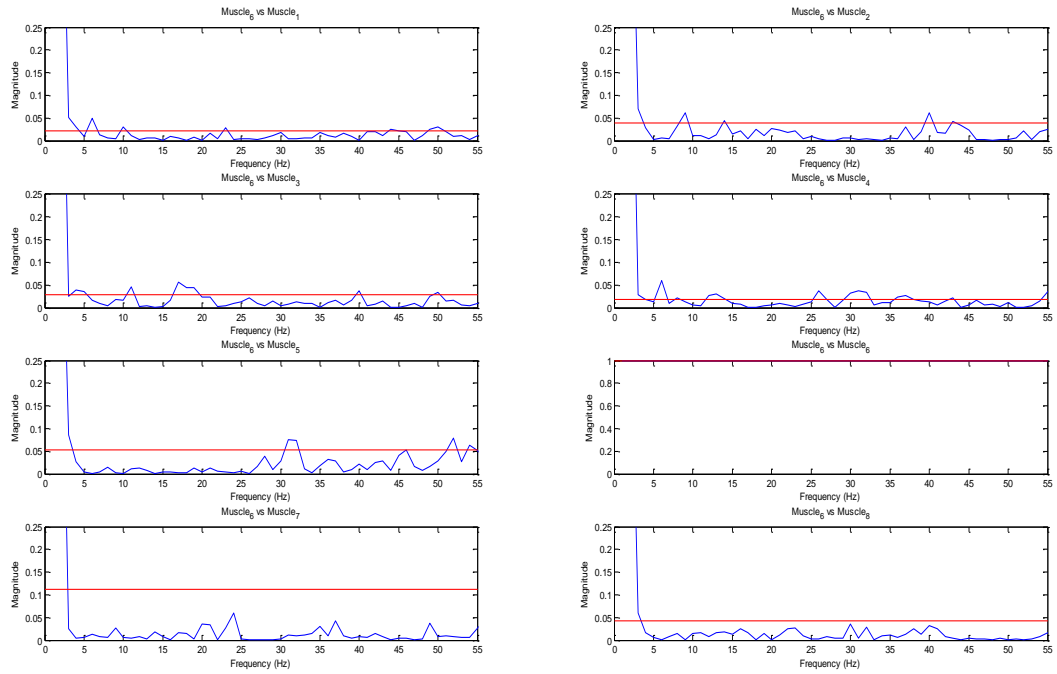 Muscle₆ vs Muscle₁
0.25
0.2
0.15
0.1
0.05
0
Magnitude
0 5 10 15 20 25 30 35 40 45 50 55
Frequency (Hz)
Muscle₆ vs Muscle₂
0.25
0.2
0.15
0.1
0.05
0
Magnitude
0 5 10 15 20 25 30 35 40 45 50 55
Frequency (Hz)
Muscle₆ vs Muscle₃
0.25
0.2
0.15
0.1
0.05
0
Magnitude
0 5 10 15 20 25 30 35 40 45 50 55
Frequency (Hz)
Muscle₆ vs Muscle₄
0.25
0.2
0.15
0.1
0.05
0
Magnitude
0 5 10 15 20 25 30 35 40 45 50 55
Frequency (Hz)
Muscle₆ vs Muscle₅
0.25
0.2
0.15
0.1
0.05
0
Magnitude
0 5 10 15 20 25 30 35 40 45 50 55
Frequency (Hz)
Muscle₆ vs Muscle₆
1
0.8
0.6
0.4
0.2
0
Magnitude
0 5 10 15 20 25 30 35 40 45 50 55
Frequency (Hz)
Muscle₆ vs Muscle₇
0.25
0.2
0.15
0.1
0.05
0
Magnitude
0 5 10 15 20 25 30 35 40 45 50 55
Frequency (Hz)
Muscle₆ vs Muscle₈
0.25
0.2
0.15
0.1
0.05
0
Magnitude
0 5 10 15 20 25 30 35 40 45 50 55
Frequency (Hz)